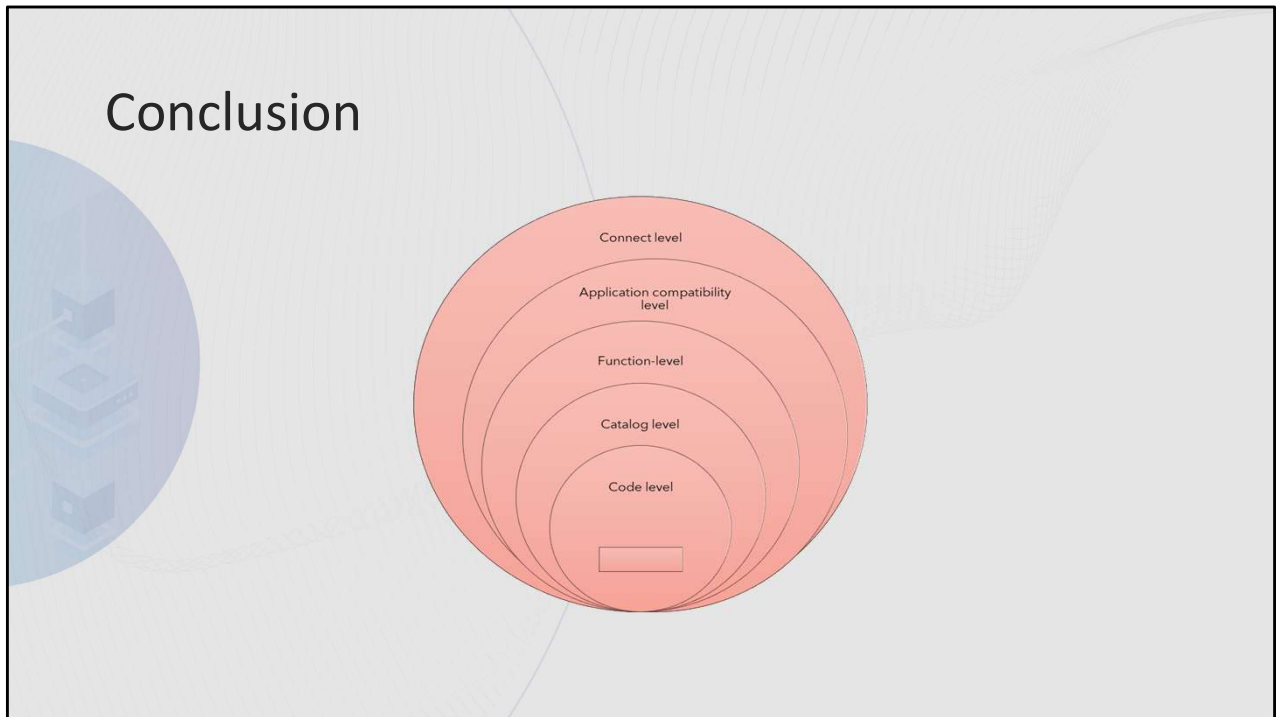 Conclusion
Connect level
Application compatibility
level
Function-level
Catalog level
Code level